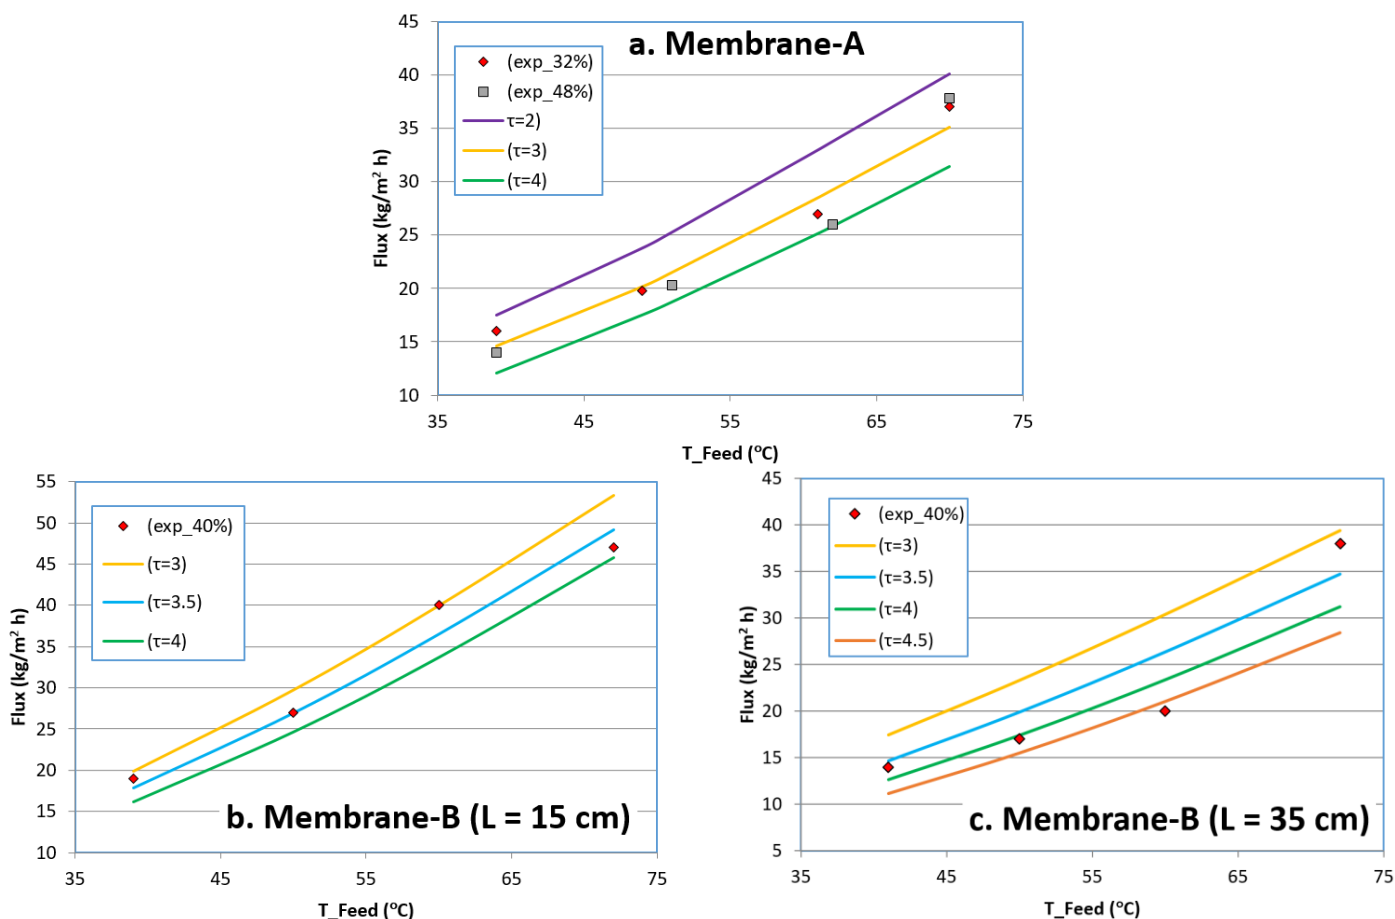 a. Membrane-A
(exp_32%)
(exp_48%)
τ=2)
(τ=3)
(τ=4)
45
40
35
30
25
20
15
10
35
45
55
65
75
Flux (kg/m² h)
T_Feed (°C)
b. Membrane-B (L = 15 cm)
(exp_40%)
(τ=3)
(τ=3.5)
(τ=4)
55
50
45
40
35
30
25
20
15
10
35
45
55
65
75
Flux (kg/m² h)
T_Feed (°C)
c. Membrane-B (L = 35 cm)
(exp_40%)
(τ=3)
(τ=3.5)
(τ=4)
(τ=4.5)
45
40
35
30
25
20
15
10
5
35
45
55
65
75
Flux (kg/m² h)
T_Feed (°C)